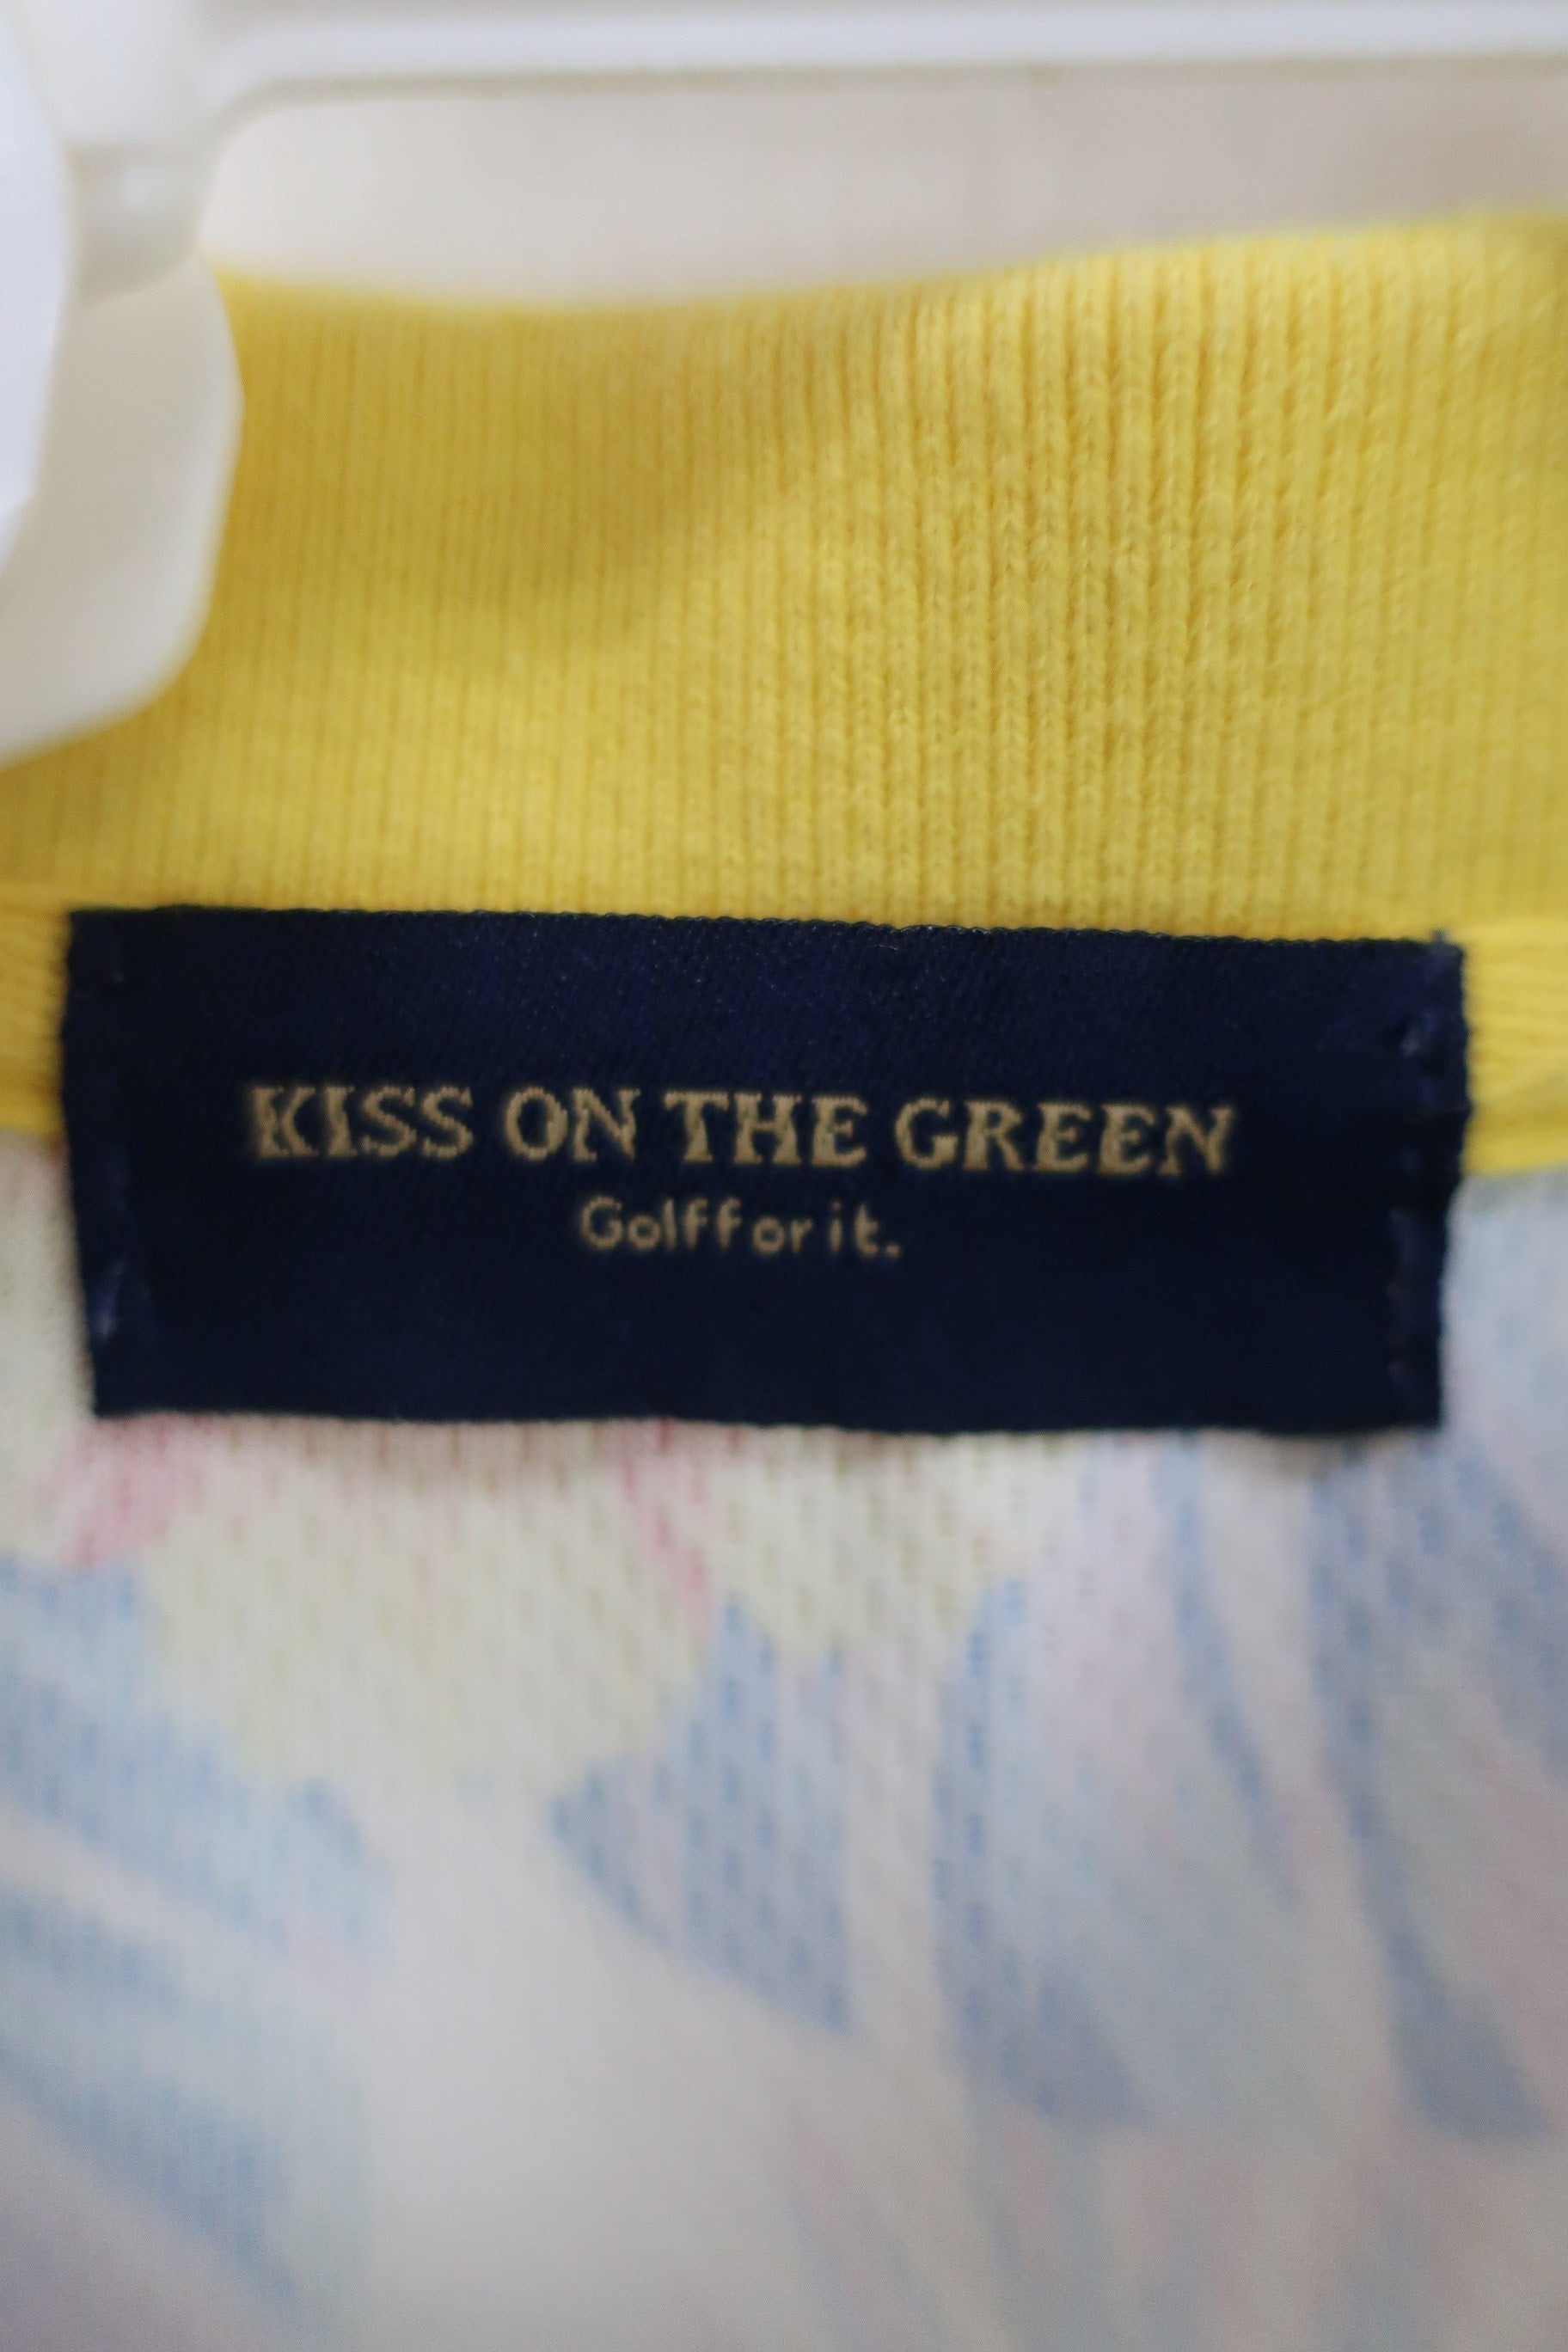 KISS ON THE GREEN
Golf for it.